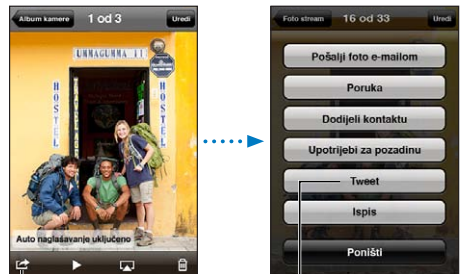 Album kamere
1 od 3
Uredi
UMMAGUMMA II
HOSTEL
HOSTEL
Auto naglašavanje uključeno
Foto stream
16 od 33
Uredi
Pošalji foto e-mailom
Poruka
Dodijeli kontaktu
Upotrijebi za pozadinu
Tweet
Ispis
Poništi